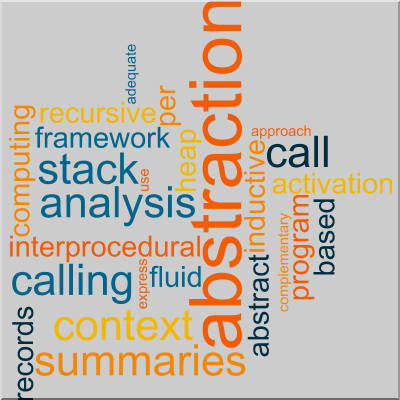 abstraction
adequate
per
recursive
computing
framework
heap
approach
call
stack
use
inductive
activation
analysis
program
based
complementary
interprocedural
calling
express
fluid
abstract
records
context
summaries